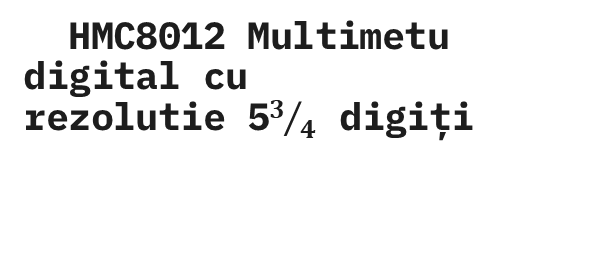 HMC8012 Multimetu
digital cu
rezolutie 5¾ digiți